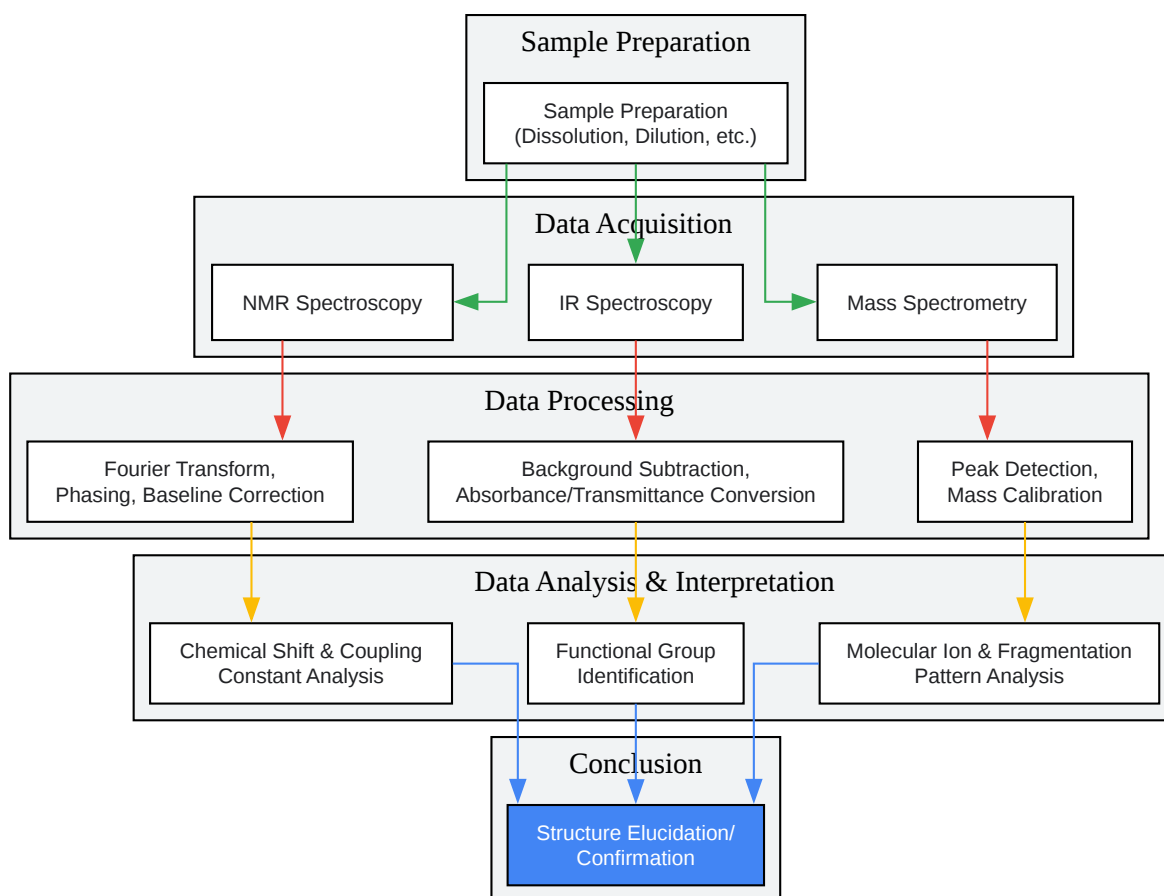 Sample Preparation
Sample Preparation
(Dissolution, Dilution, etc.)
Data Acquisition
NMR Spectroscopy
IR Spectroscopy
Mass Spectrometry
Data Processing
Fourier Transform,
Phasing, Baseline Correction
Background Subtraction,
Absorbance/Transmittance Conversion
Peak Detection,
Mass Calibration
Data Analysis & Interpretation
Chemical Shift & Coupling
Constant Analysis
Functional Group
Identification
Molecular Ion & Fragmentation
Pattern Analysis
Conclusion
Structure Elucidation/
Confirmation